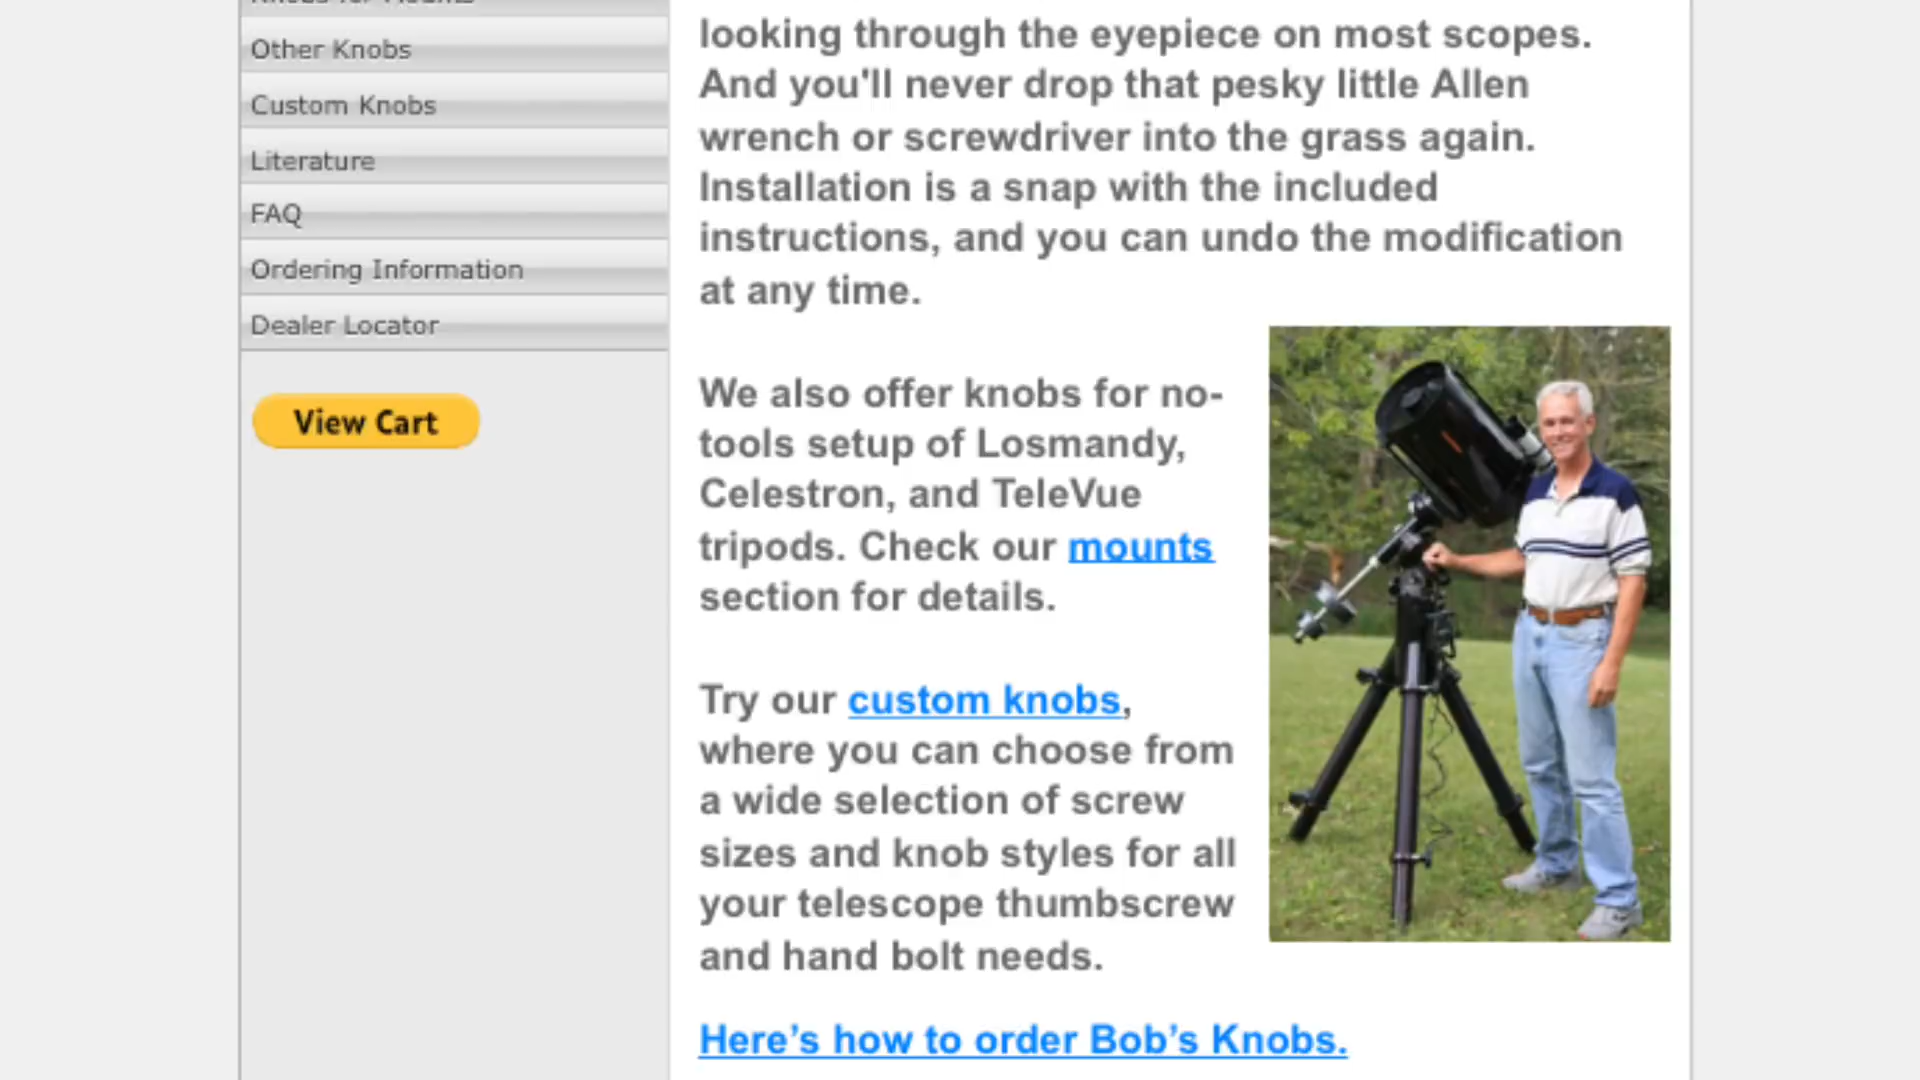 Other Knobs
Custom Knobs
Literature
FAQ
Ordering Information
Dealer Locator
View Cart
looking through the eyepiece on most scopes.
And you'll never drop that pesky little Allen
wrench or screwdriver into the grass again.
Installation is a snap with the included
instructions, and you can undo the modification
at any time.
We also offer knobs for no-
tools setup of Losmandy,
Celestron, and TeleVue
tripods. Check our mounts
section for details.
Try our custom knobs,
where you can choose from
a wide selection of screw
sizes and knob styles for all
your telescope thumbscrew
and hand bolt needs.
Here’s how to order Bob’s Knobs.